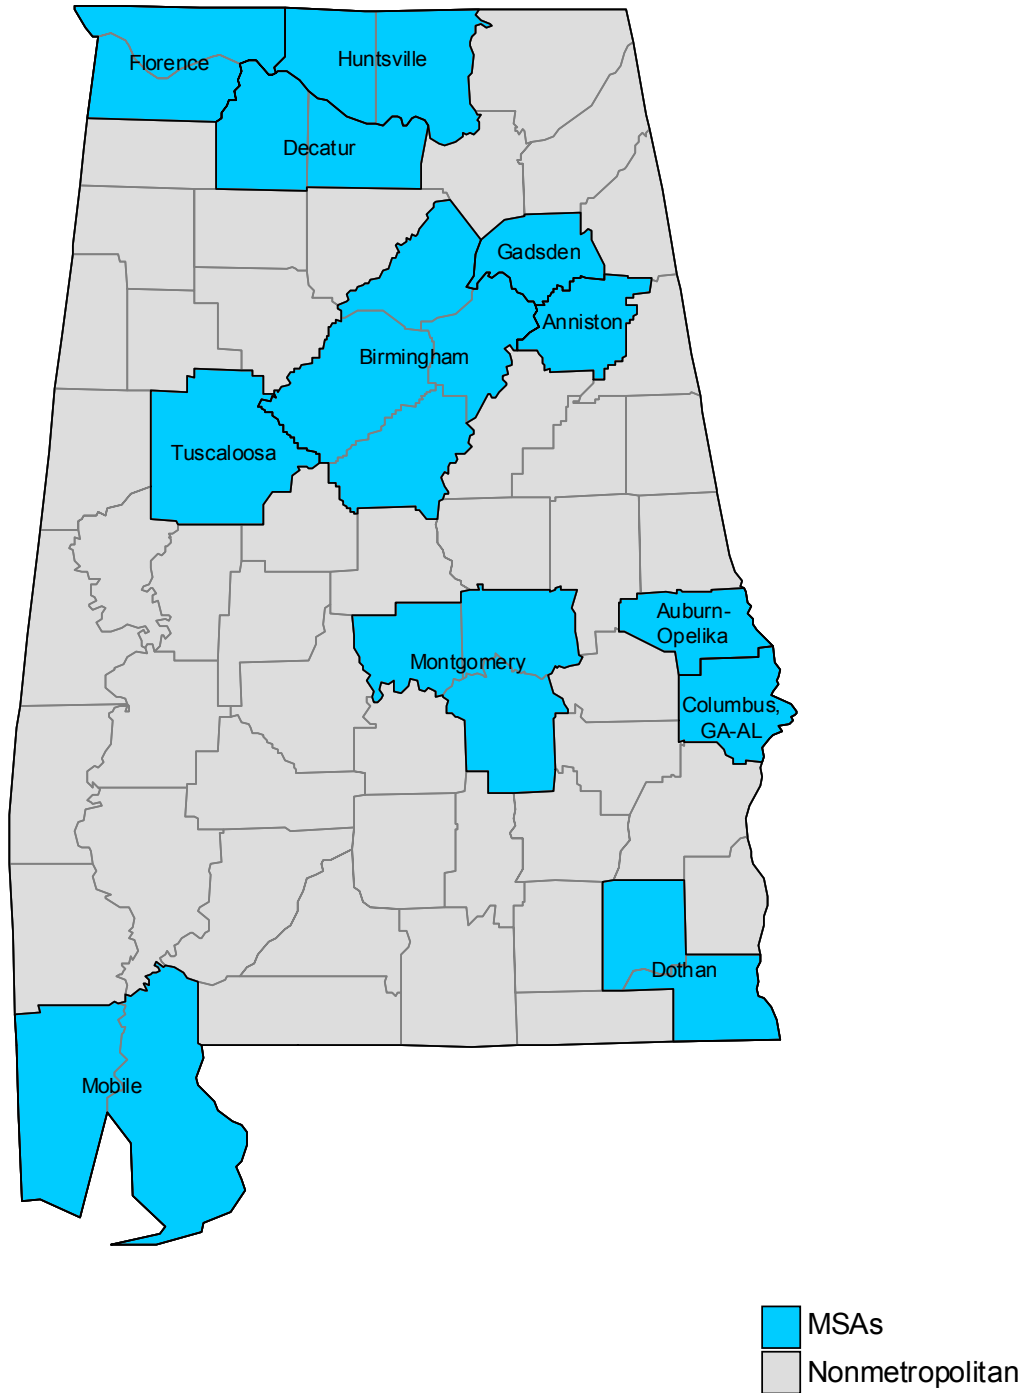 Florence
Huntsville
Decatur
Gadsden
Anniston
Birmingham
Tuscaloosa
Auburn-
Opelika
Montgomery
Columbus,
GA-AL
Dothan
Mobile
MSAs
Nonmetropolitan